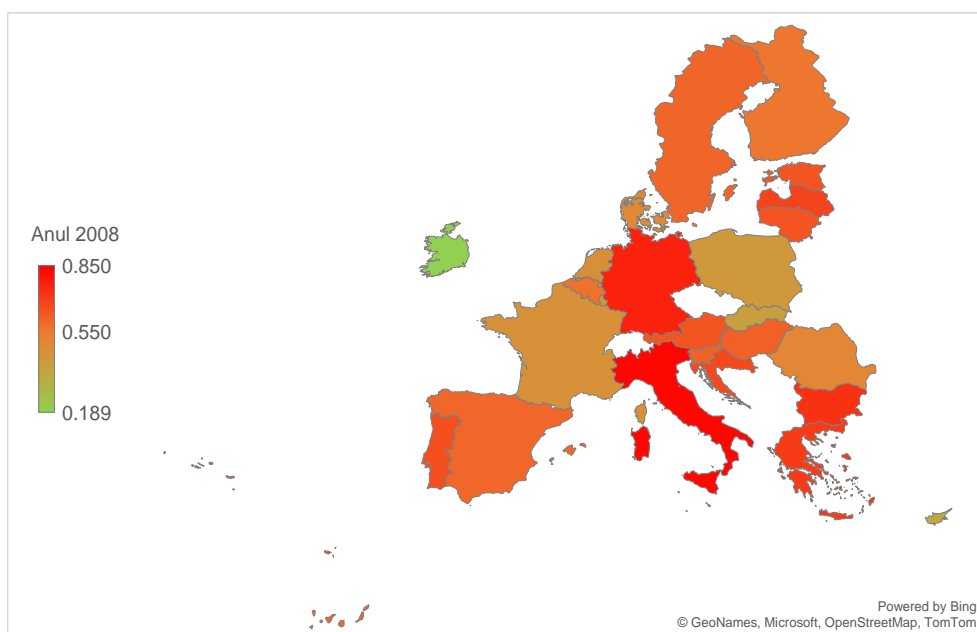 Anul 2008
0.850
0.550
0.189
Powered by Bing
© GeoNames, Microsoft, OpenStreetMap, TomTom